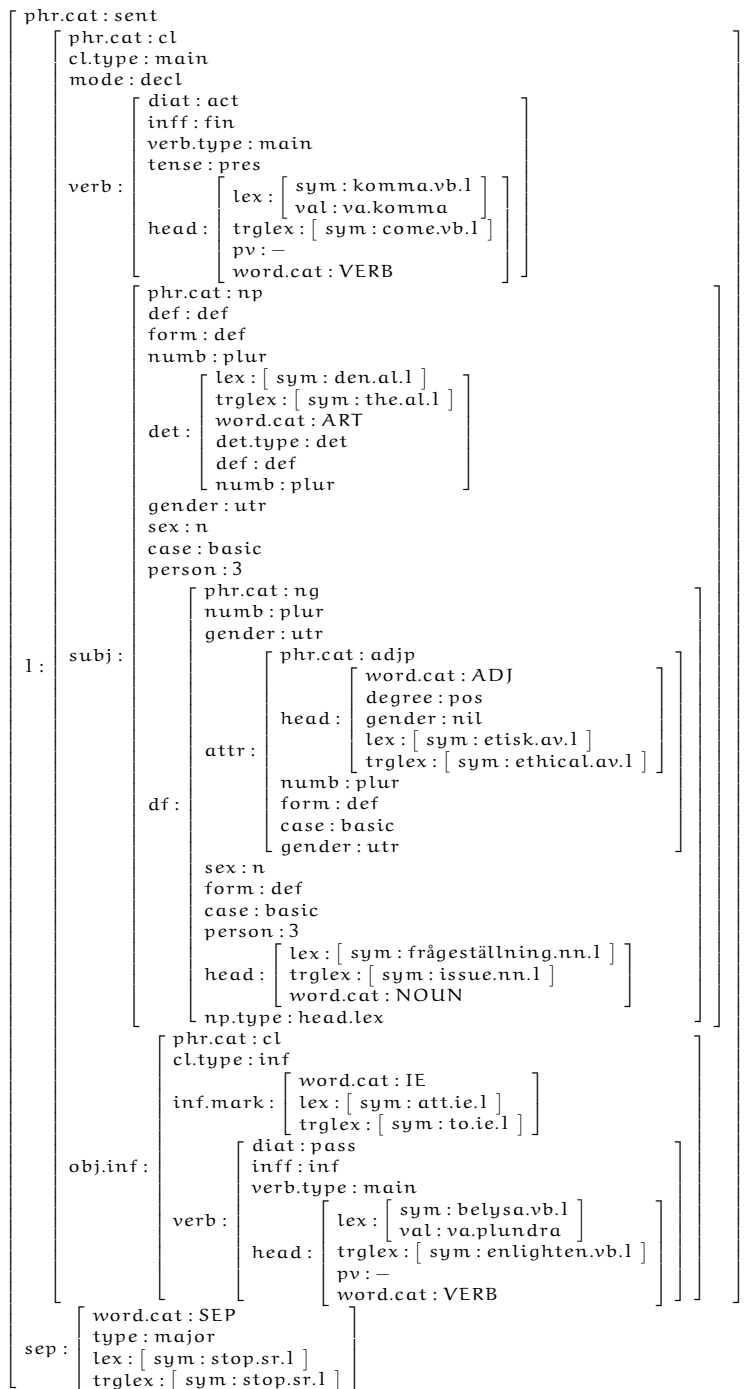 phr.cat : sent
phr.cat : cl
cl.type : main
mode : decl
diat : act
inff : fin
verb.type : main
tense : pres
verb :
lex : [ sym : komma.vb.l
val : va.komma ]
head :
trglex : [ sym : come.vb.l ]
pv : −
word.cat : VERB
phr.cat : np
def : def
form : def
numb : plur
lex : [ sym : den.al.l ]
trglex : [ sym : the.al.l ]
det :
word.cat : ART
det.type : det
def : def
numb : plur
gender : utr
sex : n
case : basic
person : 3
phr.cat : ng
numb : plur
gender : utr
l :
subj :
phr.cat : adjp
word.cat : ADJ
degree : pos
head :
gender : nil
lex : [ sym : etisk.av.l ]
attr :
trglex : [ sym : ethical.av.l ]
numb : plur
df :
form : def
case : basic
gender : utr
sex : n
form : def
case : basic
person : 3
lex : [ sym : frågeställning.nn.l ]
head :
trglex : [ sym : issue.nn.l ]
word.cat : NOUN
np.type : head.lex
phr.cat : cl
cl.type : inf
word.cat : IE
inf.mark :
lex : [ sym : att.ie.l ]
trglex : [ sym : to.ie.l ]
diat : pass
obj.inf :
inff : inf
verb.type : main
verb :
lex : [ sym : belysa.vb.l
val : va.plundra ]
head :
trglex : [ sym : enlighten.vb.l ]
pv : −
word.cat : VERB
word.cat : SEP
sep :
type : major
lex : [ sym : stop.sr.l ]
trglex : [ sym : stop.sr.l ]